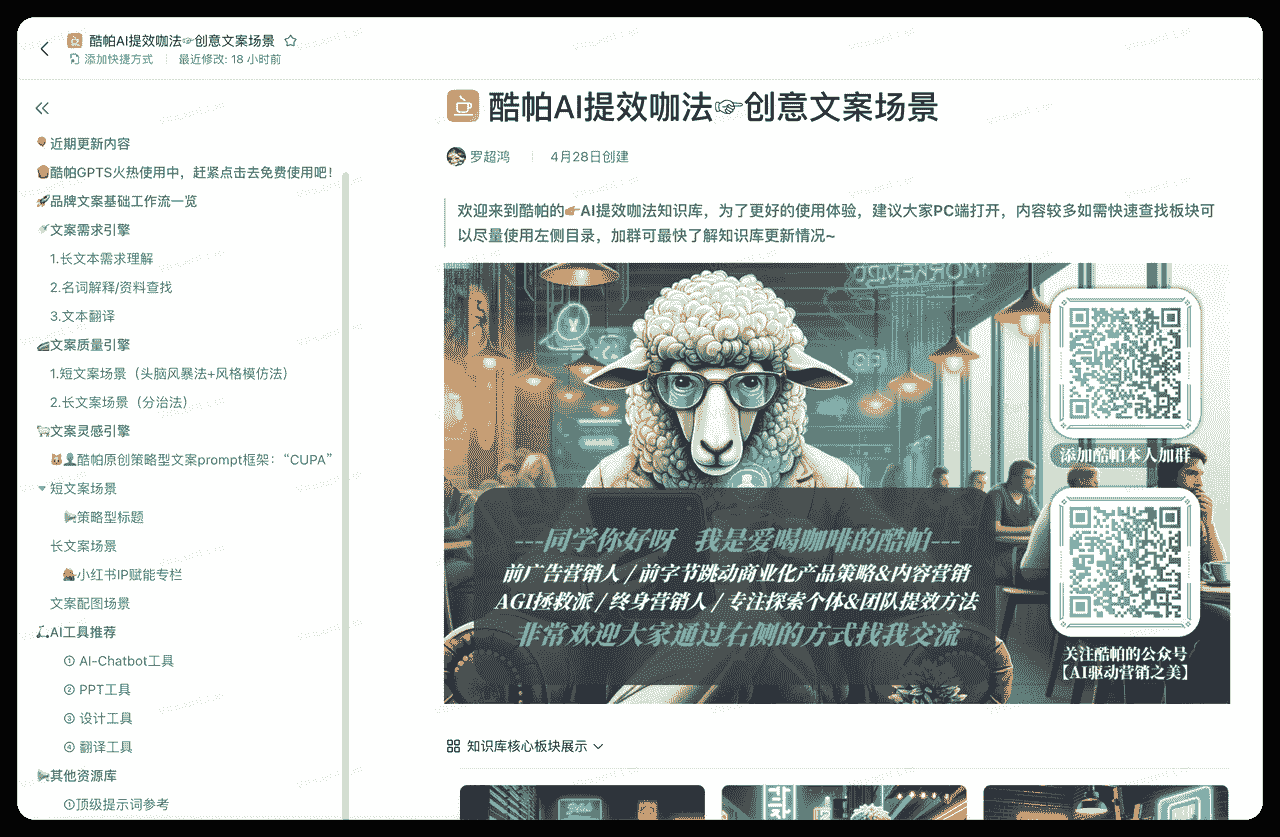 酷帕AI提效咖法👉创意文案场景
添加快捷方式
最近修改: 18 小时前
近期更新内容
酷帕GPTS火热使用中，赶紧点击去免费使用吧！
🚀品牌文案基础工作流一览
文案需求引擎
1.长文本需求理解
2.名词解释/资料查找
3.文本翻译
文案质量引擎
1.短文案场景（头脑风暴法+风格模仿法）
2.长文案场景（分治法）
文案灵感引擎
酷帕原创策略型文案prompt框架：“CUPA”
短文案场景
策略型标题
长文案场景
小红书IP赋能专栏
文案配图场景
AI工具推荐
① AI-Chatbot工具
② PPT工具
③ 设计工具
④ 翻译工具
其他资源库
①顶级提示词参考
酷帕AI提效咖法👉创意文案场景
罗超鸿
4月28日创建
欢迎来到酷帕的👉AI提效咖法知识库，为了更好的使用体验，建议大家PC端打开，内容较多如需快速查找板块可
以尽量使用左侧目录，加群可最快了解知识库更新情况~
添加酷帕本人加群
---同学你好呀 我是爱喝咖啡的酷帕---
前广告营销人 / 前字节跳动商业化产品策略&内容营销
AGI拯救派 / 终身营销人 / 专注探索个体&团队提效方法
非常欢迎大家通过右侧的方式找我交流
关注酷帕的公众号
【AI驱动营销之美】
知识库核心板块展示